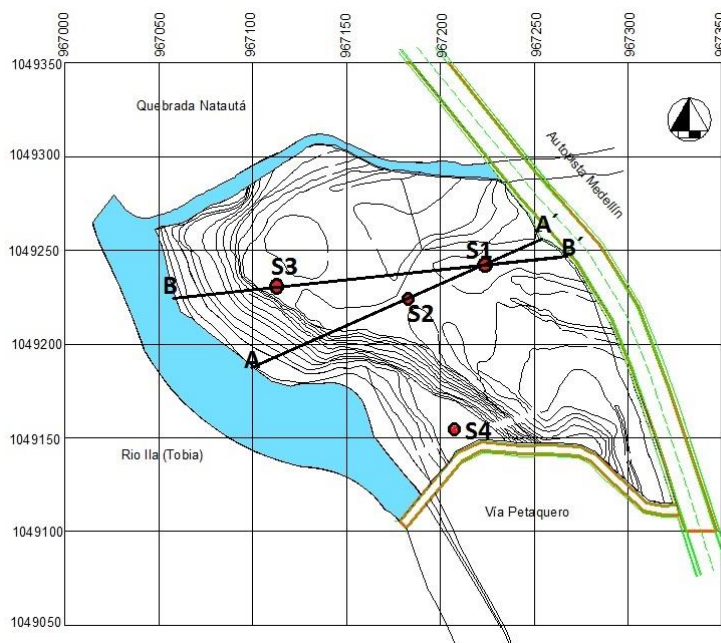 967000
967050
967100
967150
967200
967250
967300
967350
1049350
Quebrada Natautá
Autopista Medellín
1049300
A´
1049250
S1
B´
S3
B
S2
1049200
A
S4
1049150
Rio Ila (Tobia)
Vía Petaquero
1049100
1049050